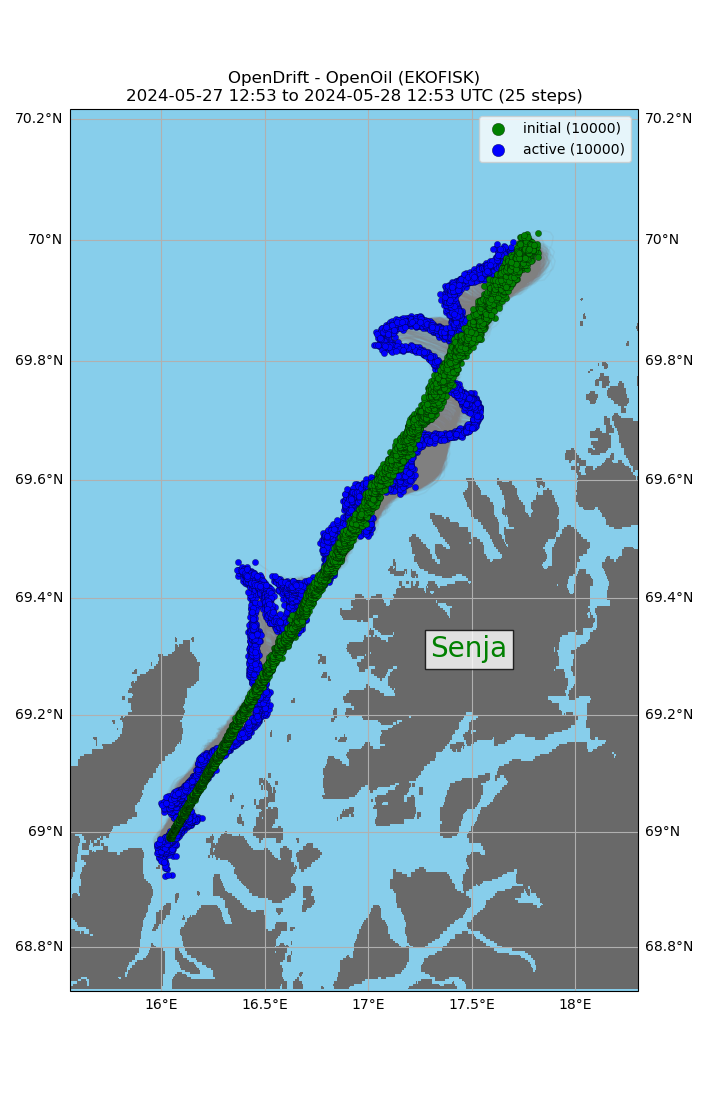 OpenDrift - OpenOil (EKOFISK)
2024-05-27 12:53 to 2024-05-28 12:53 UTC (25 steps)
initial (10000)
active (10000)
70.2°N 70.2°N
70°N 70°N
69.8°N 69.8°N
69.6°N 69.6°N
69.4°N 69.4°N
Senja
69.2°N 69.2°N
69°N 69°N
68.8°N 68.8°N
16°E 16.5°E 17°E 17.5°E 18°E